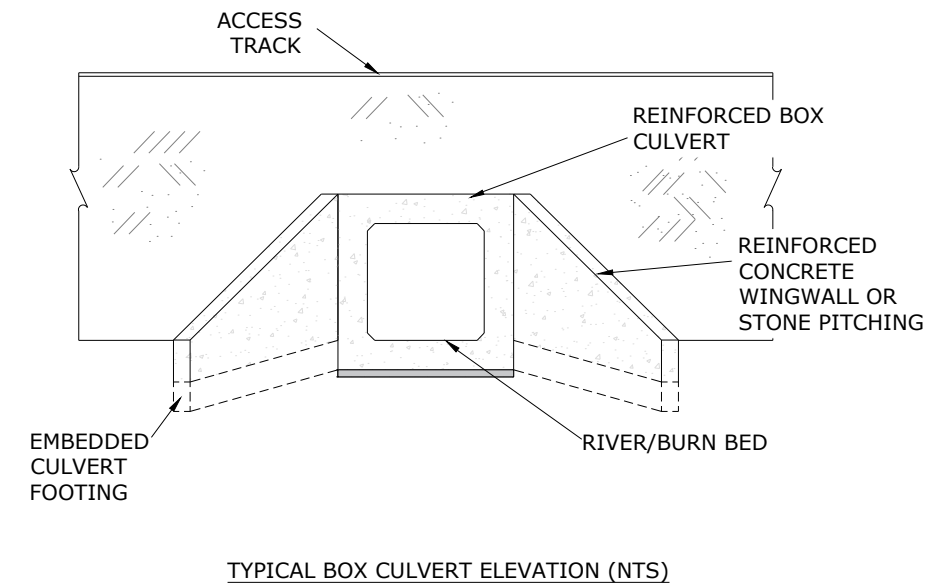 ACCESS
TRACK
REINFORCED BOX
CULVERT
REINFORCED
CONCRETE
WINGWALL OR
STONE PITCHING
EMBEDDED
CULVERT
FOOTING
RIVER/BURN BED
TYPICAL BOX CULVERT ELEVATION (NTS)